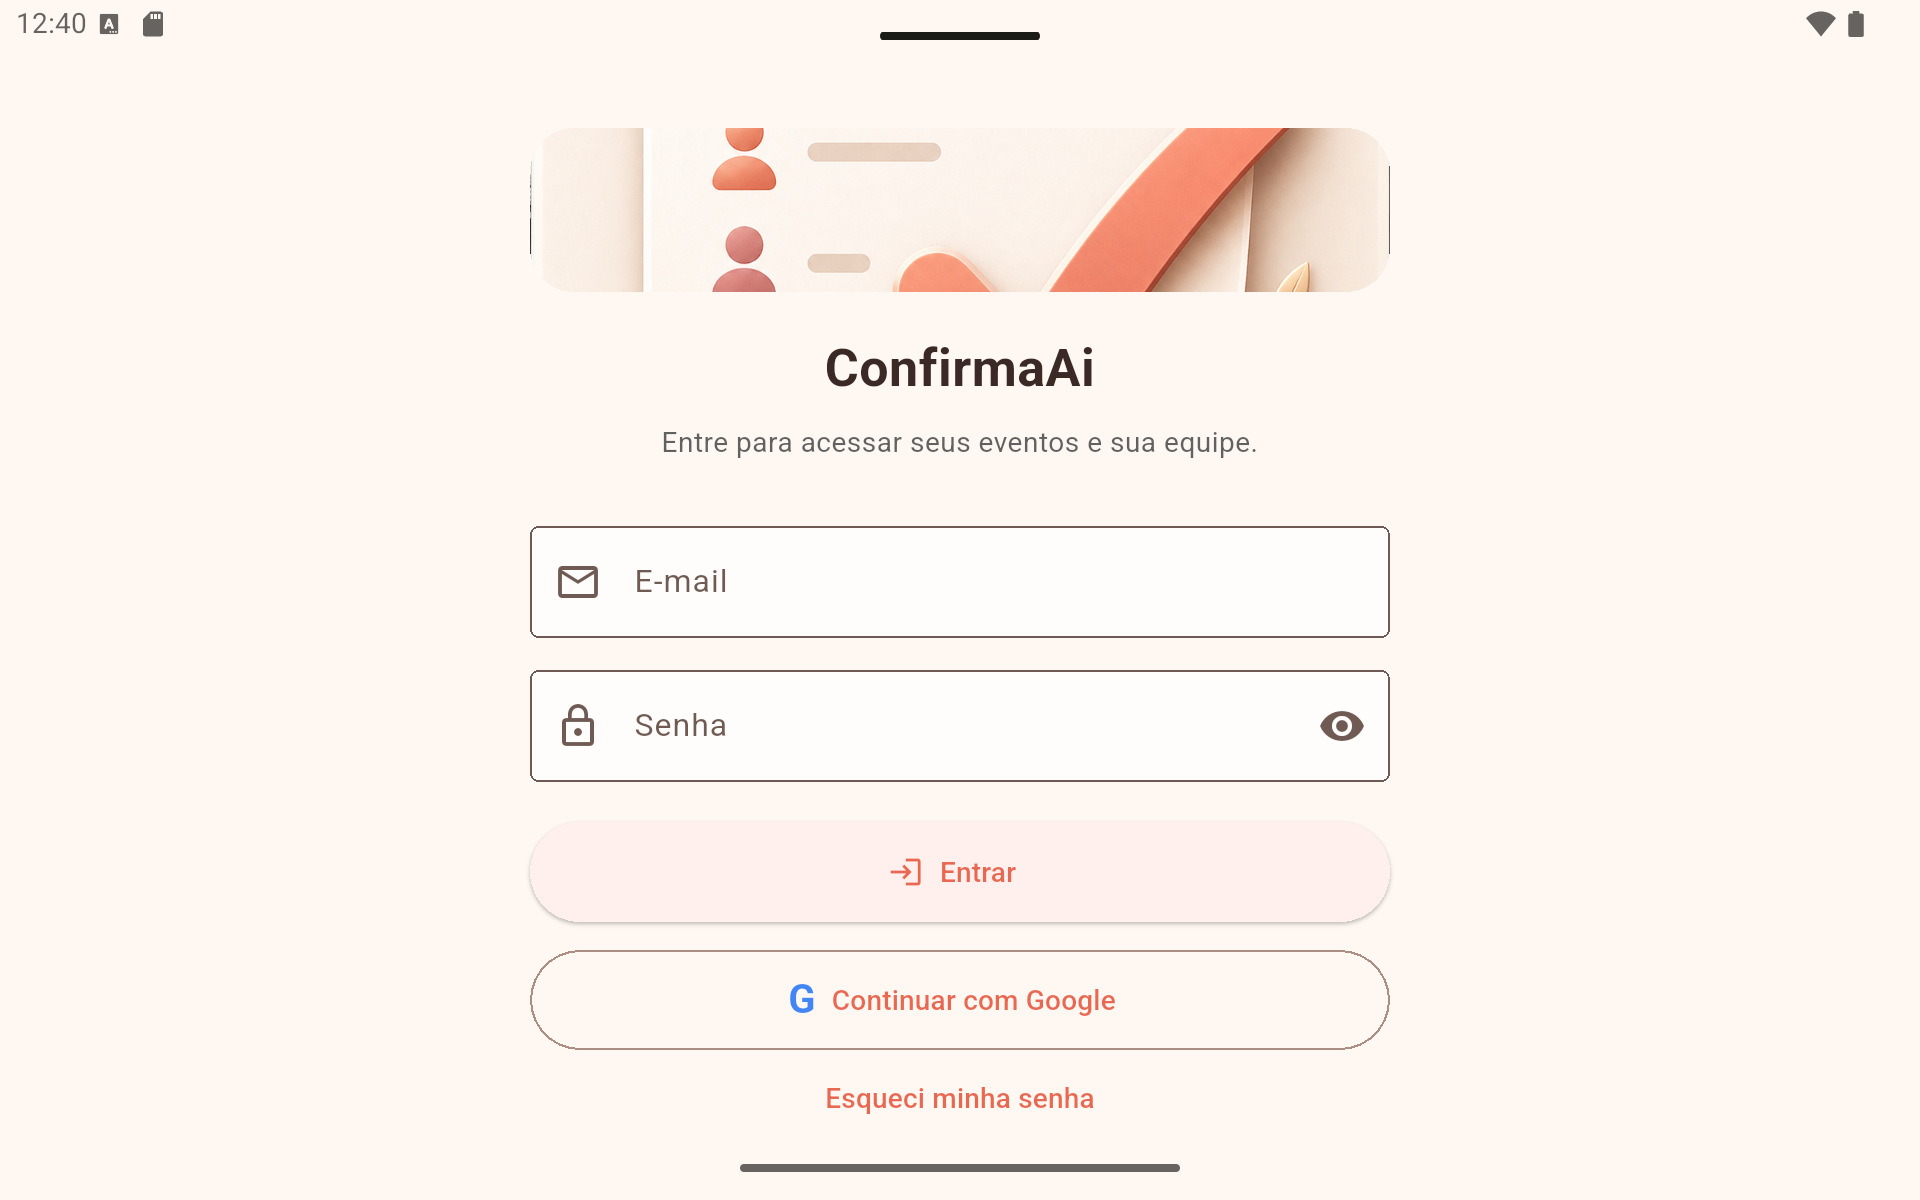 12:40
ConfirmaAi
Entre para acessar seus eventos e sua equipe.
E-mail
Senha
Entrar
G Continuar com Google
Esqueci minha senha